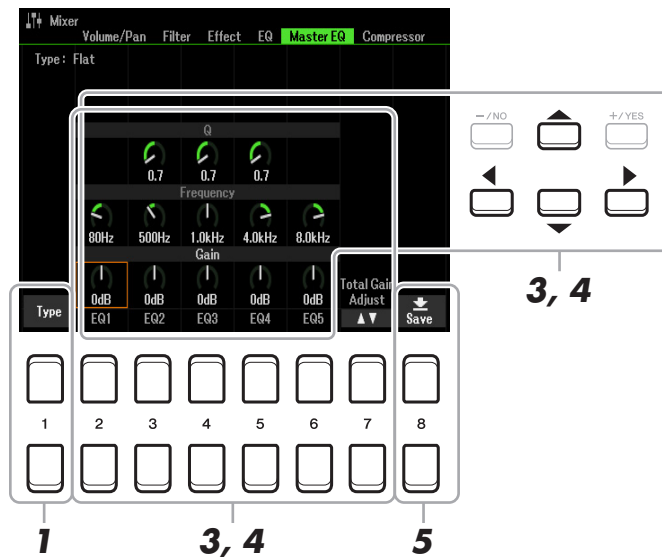 Mixer
Volume/Pan Filter Effect EQ Master EQ Compressor
Type: Flat
Q
0.7 0.7 0.7
Frequency
80Hz 500Hz 1.0kHz 4.0kHz 8.0kHz
Gain
0dB 0dB 0dB 0dB 0dB
Total Gain
Adjust
Type EQ1 EQ2 EQ3 EQ4 EQ5 ▲▼ Save
–/NO +/YES
3, 4
1 2 3 4 5 6 7 8
1 3, 4 5